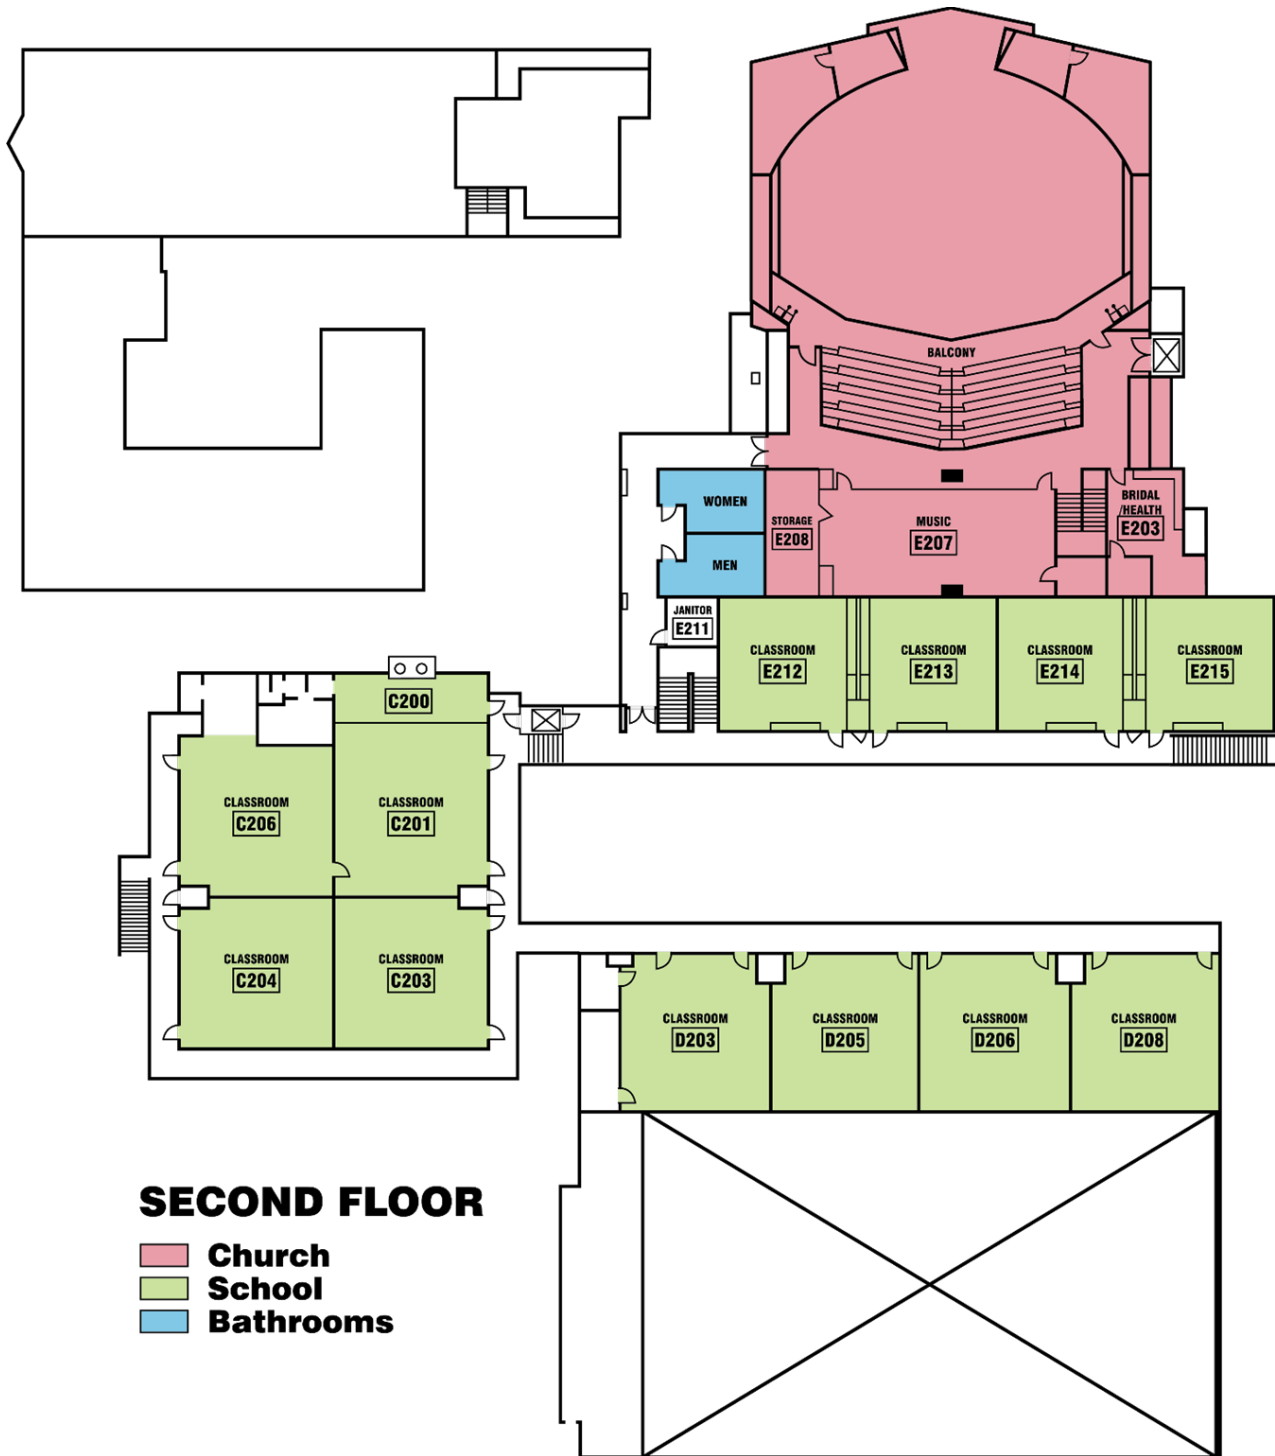 BALCONY
WOMEN
MEN
STORAGE
E208
MUSIC
E207
BRIDAL
/HEALTH
E203
JANITOR
E211
CLASSROOM
E212
CLASSROOM
E213
CLASSROOM
E214
CLASSROOM
E215
C200
CLASSROOM
C206
CLASSROOM
C201
CLASSROOM
C204
CLASSROOM
C203
CLASSROOM
D203
CLASSROOM
D205
CLASSROOM
D206
CLASSROOM
D208
SECOND FLOOR
Church
School
Bathrooms